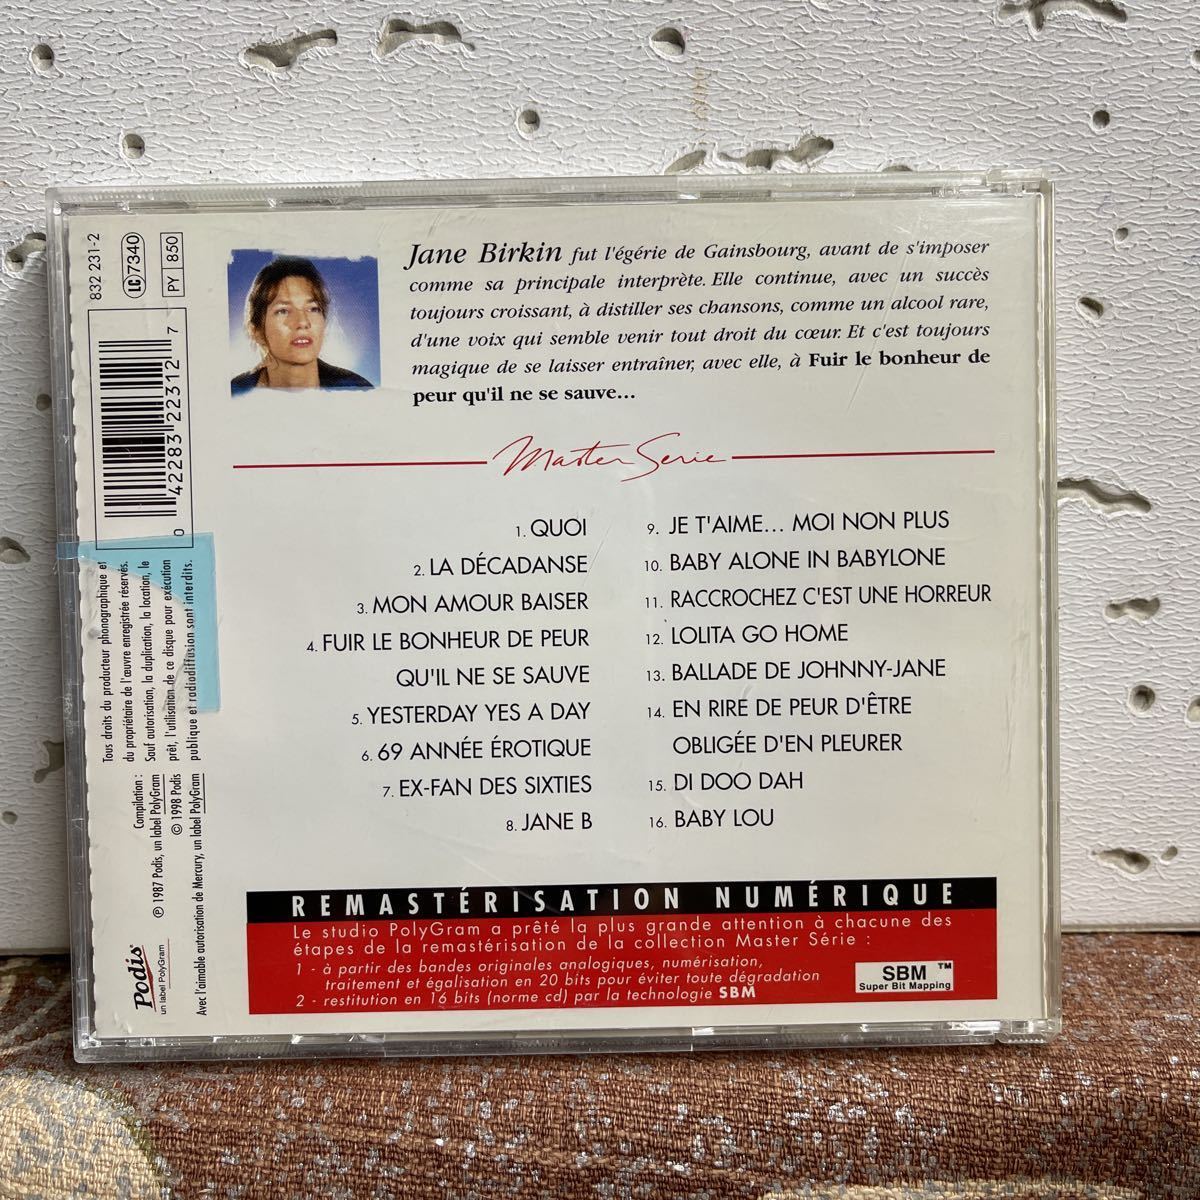 Jane Birkin fut l'égérie de Gainsbourg, avant de s'imposer
comme sa principale interprète. Elle continue, avec un succès
toujours croissant, à distiller ses chansons, comme un alcool rare,
d'une voix qui semble venir tout droit du cœur. Et c'est toujours
magique de se laisser entraîner, avec elle, à Fuir le bonheur de
peur qu'il ne se sauve...
Master Serie
1. QUOI
2. LA DÉCADANSE
3. MON AMOUR BAISER
4. FUIR LE BONHEUR DE PEUR
QU'IL NE SE SAUVE
5. YESTERDAY YES A DAY
6. 69 ANNÉE ÉROTIQUE
7. EX-FAN DES SIXTIES
8. JANE B
9. JE T'AIME... MOI NON PLUS
10. BABY ALONE IN BABYLONE
11. RACCROCHEZ C'EST UNE HORREUR
12. LOLITA GO HOME
13. BALLADE DE JOHNNY-JANE
14. EN RIRE DE PEUR D'ÊTRE
OBLIGÉE D'EN PLEURER
15. DI DOO DAH
16. BABY LOU
REMASTÉRISATION NUMÉRIQUE
Le studio PolyGram a prêté la plus grande attention à chacune des
étapes de la remastérisation de la collection Master Série :
1 - à partir des bandes originales analogiques, numérisation,
traitement et égalisation en 20 bits pour éviter toute dégradation
2 - restitution en 16 bits (norme cd) par la technologie SBM
SBM TM
Super Bit Mapping
832 231-2
LC 7340
PY 850
0 42283 22312 7
Tous droits du producteur phonographique et
du propriétaire de l'œuvre enregistrée réservés.
Sauf autorisation, la duplication, la location, le
prêt, l'utilisation de ce disque pour exécution
publique et radiodiffusion sont interdits.
Compilation :
℗ 1987 Podis, un label PolyGram
© 1998 Podis
Avec l'aimable autorisation de Mercury, un label PolyGram
Podis
un label PolyGram